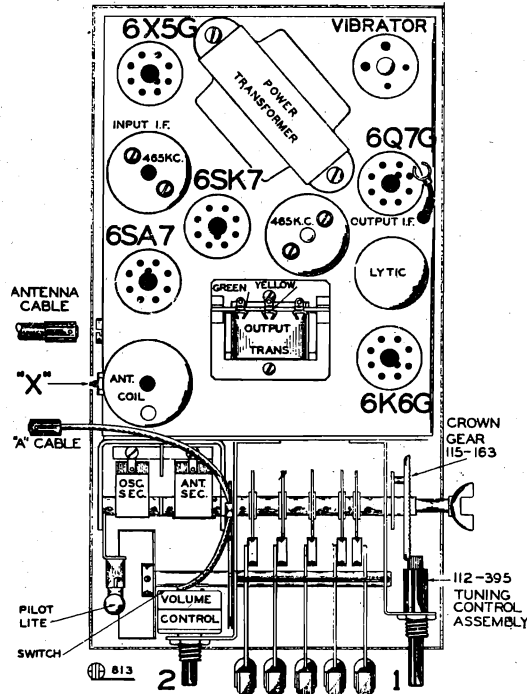 6X5G
VIBRATOR
POWER
TRANSFORMER
INPUT I.F.
465KC.
6Q7G
6SK7
465K.C.
OUTPUT I.F.
6SA7
LYTIC
GREEN
YELLOW
ANTENNA
CABLE
OUTPUT
TRANS.
"X"
ANT.
COIL
6K6G
"A" CABLE
CROWN
GEAR
115-163
OSC.
SEC.
ANT.
SEC.
112-395
TUNING
CONTROL
ASSEMBLY
PILOT
LITE
VOLUME
CONTROL
SWITCH
813
2
1